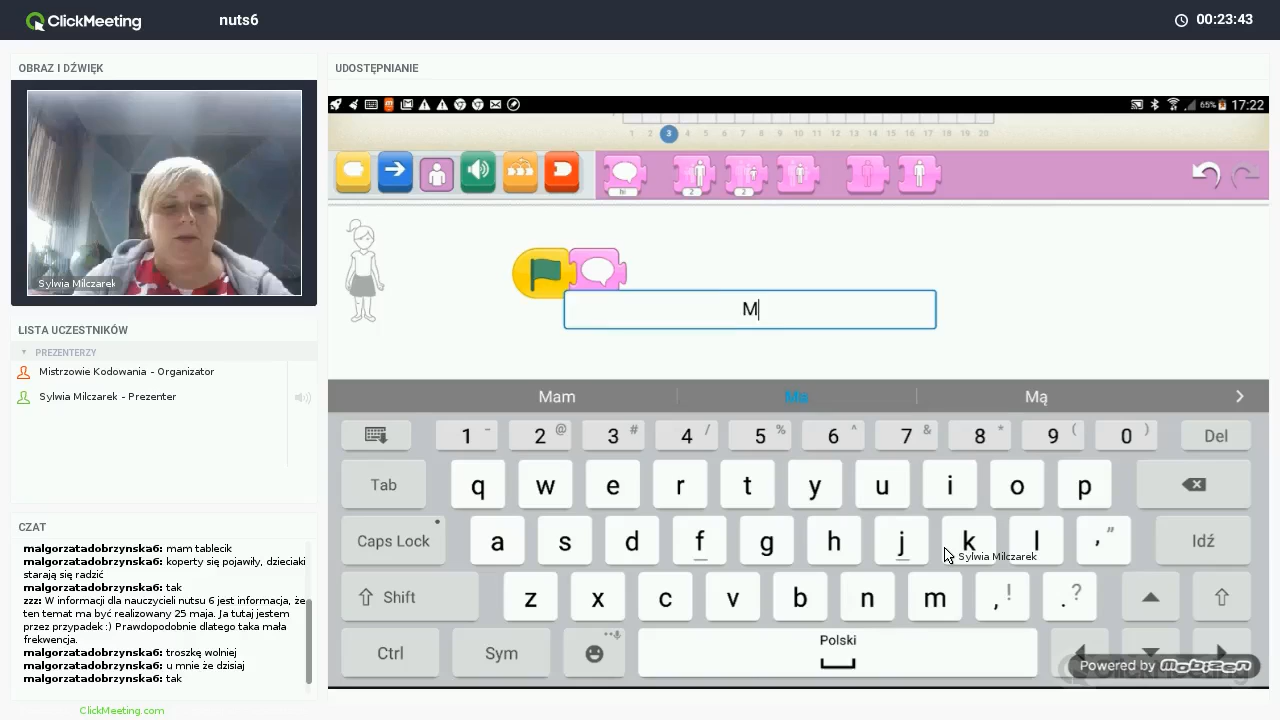 ClickMeeting
nuts6
00:23:43
OBRAZ I DŹWIĘK
UDOSTĘPNIANIE
65% 17:22
1 2 3 4 5 6 7 8 9 10 11 12 13 14 15 16 17 18 19 20
hi 2 2
Sylwia Milczarek
M
LISTA UCZESTNIKÓW
PREZENTERZY
Mistrzowie Kodowania - Organizator
Sylwia Milczarek - Prezenter
Mam Ma Mą
1 - 2 @ 3 # 4 / 5 % 6 ^ 7 & 8 * 9 ( 0 ) Del
Tab q w e r t y u i o p
Caps Lock a s d f g h j k l , " Idź
Sylwia Milczarek
Shift z x c v b n m , ! . ?
Ctrl Sym Polski
Powered by mobizen
ClickMeeting
CZAT
malgorzatadobrzynska6: mam tablecik
malgorzatadobrzynska6: koperty się pojawiły, dzieciaki
starają się radzić
malgorzatadobrzynska6: tak
zzz: W informacji dla nauczycieli nutsu 6 jest informacja, że
ten temat ma być realizowany 25 maja. Ja tutaj jestem
przez przypadek :) Prawdopodobnie dlatego taka mała
frekwencja.
malgorzatadobrzynska6: troszkę wolniej
malgorzatadobrzynska6: u mnie że dzisiaj
malgorzatadobrzynska6: tak
ClickMeeting.com